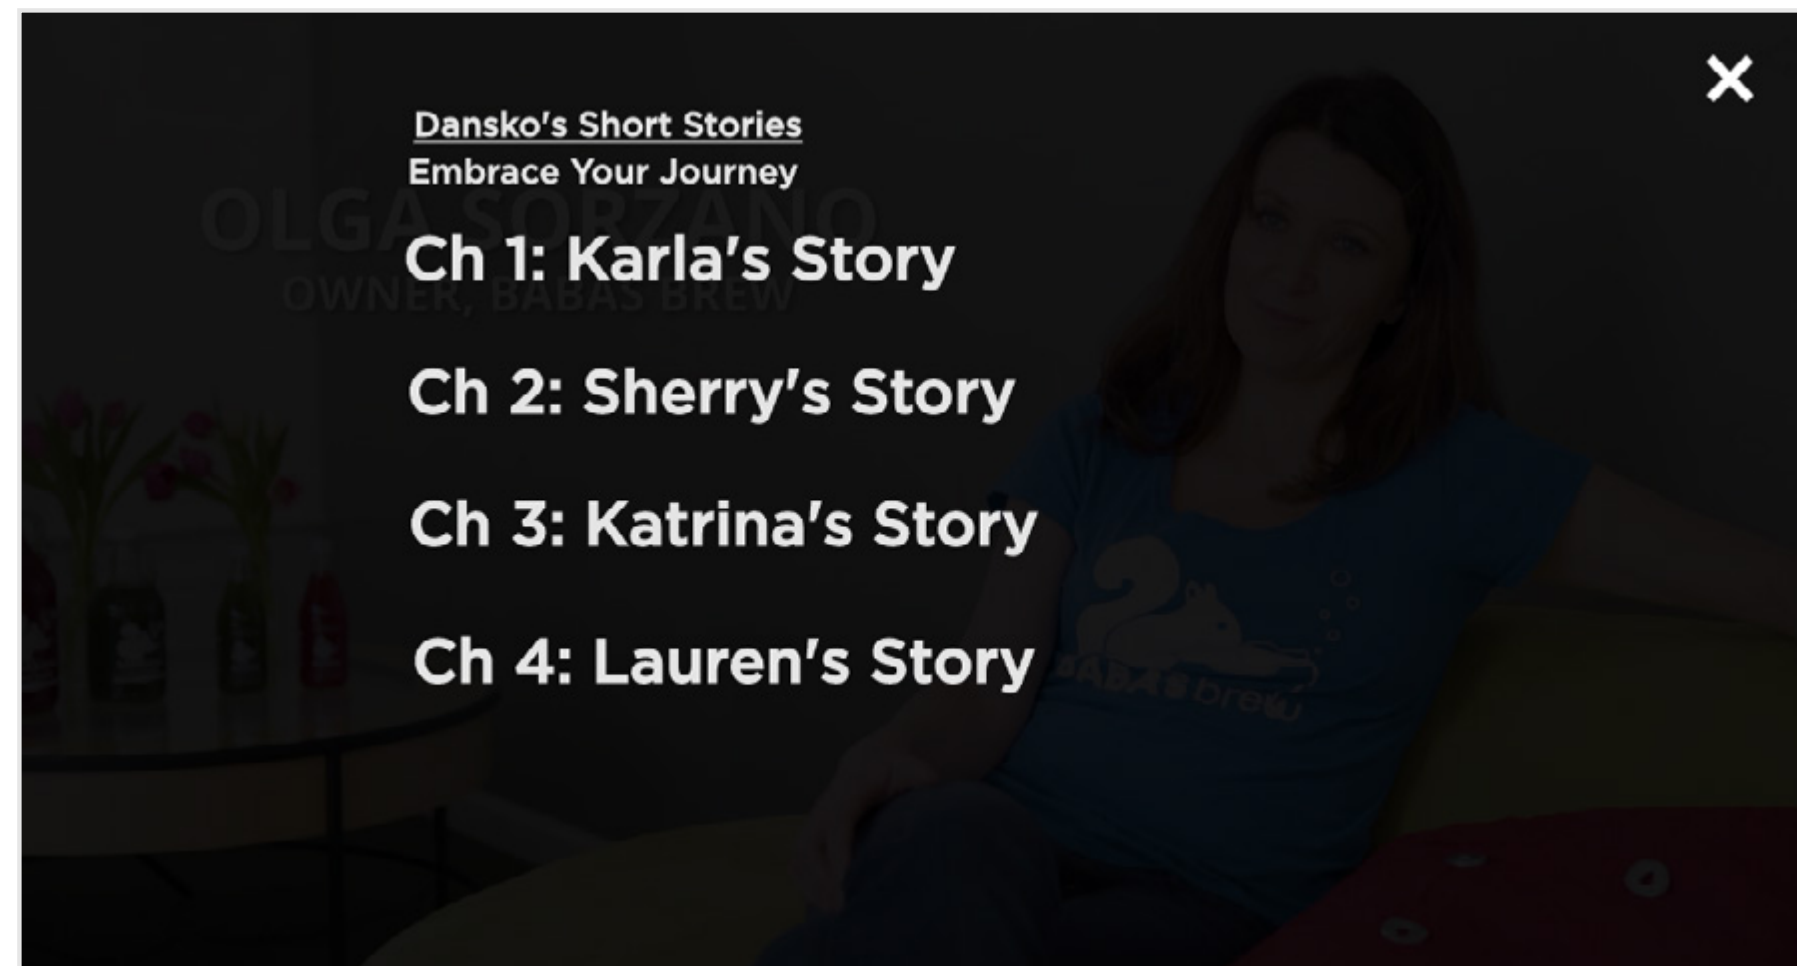 Dansko's Short Stories
Embrace Your Journey
OLGA SORZANO
Ch 1: Karla's Story
OWNER, BABAS BREW
Ch 2: Sherry's Story
Ch 3: Katrina's Story
Ch 4: Lauren's Story
BABAS brew